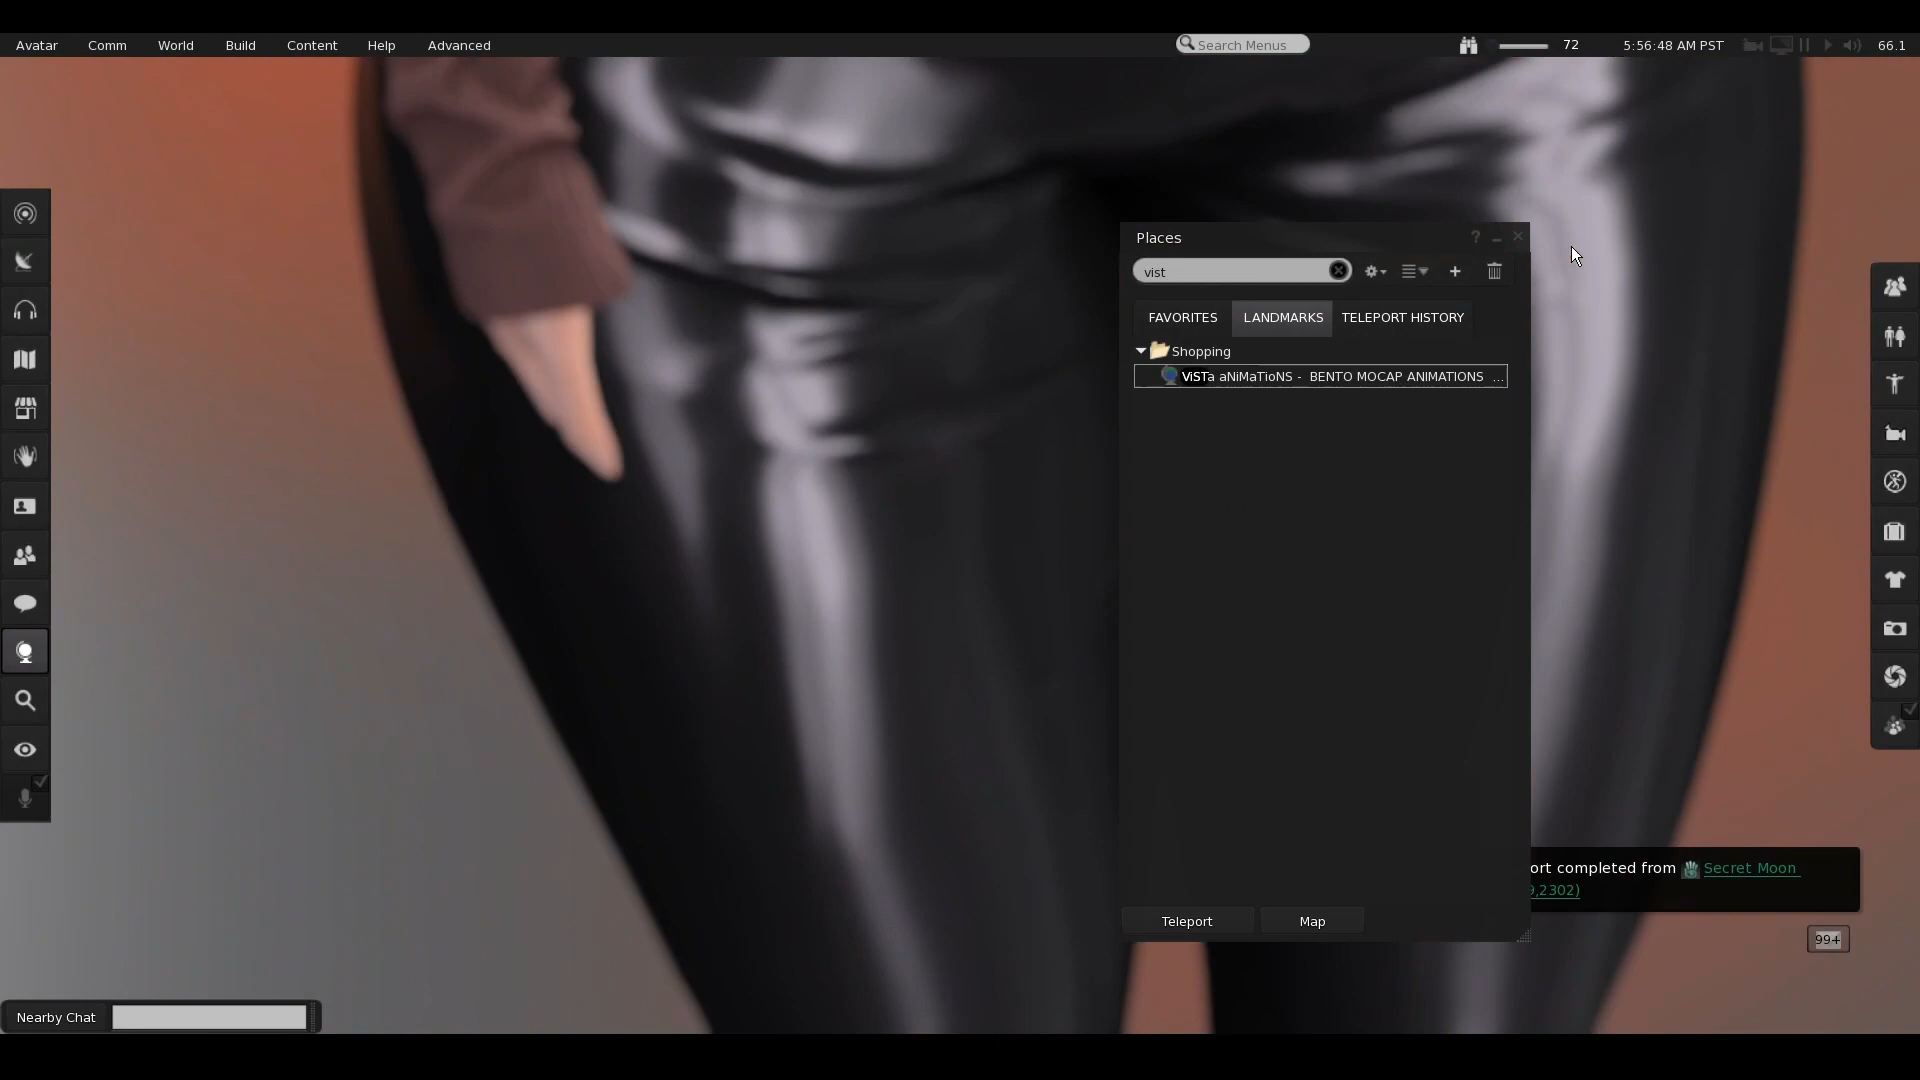 Avatar Comm World Build Content Help Advanced Search Menus 72 5:56:48 AM PST 66.1
Places ?
vist
FAVORITES LANDMARKS TELEPORT HISTORY
Shopping
ViSTa aNiMaTioNS - BENTO MOCAP ANIMATIONS ...
ort completed from Secret Moon
,2302)
Teleport Map
99+
Nearby Chat